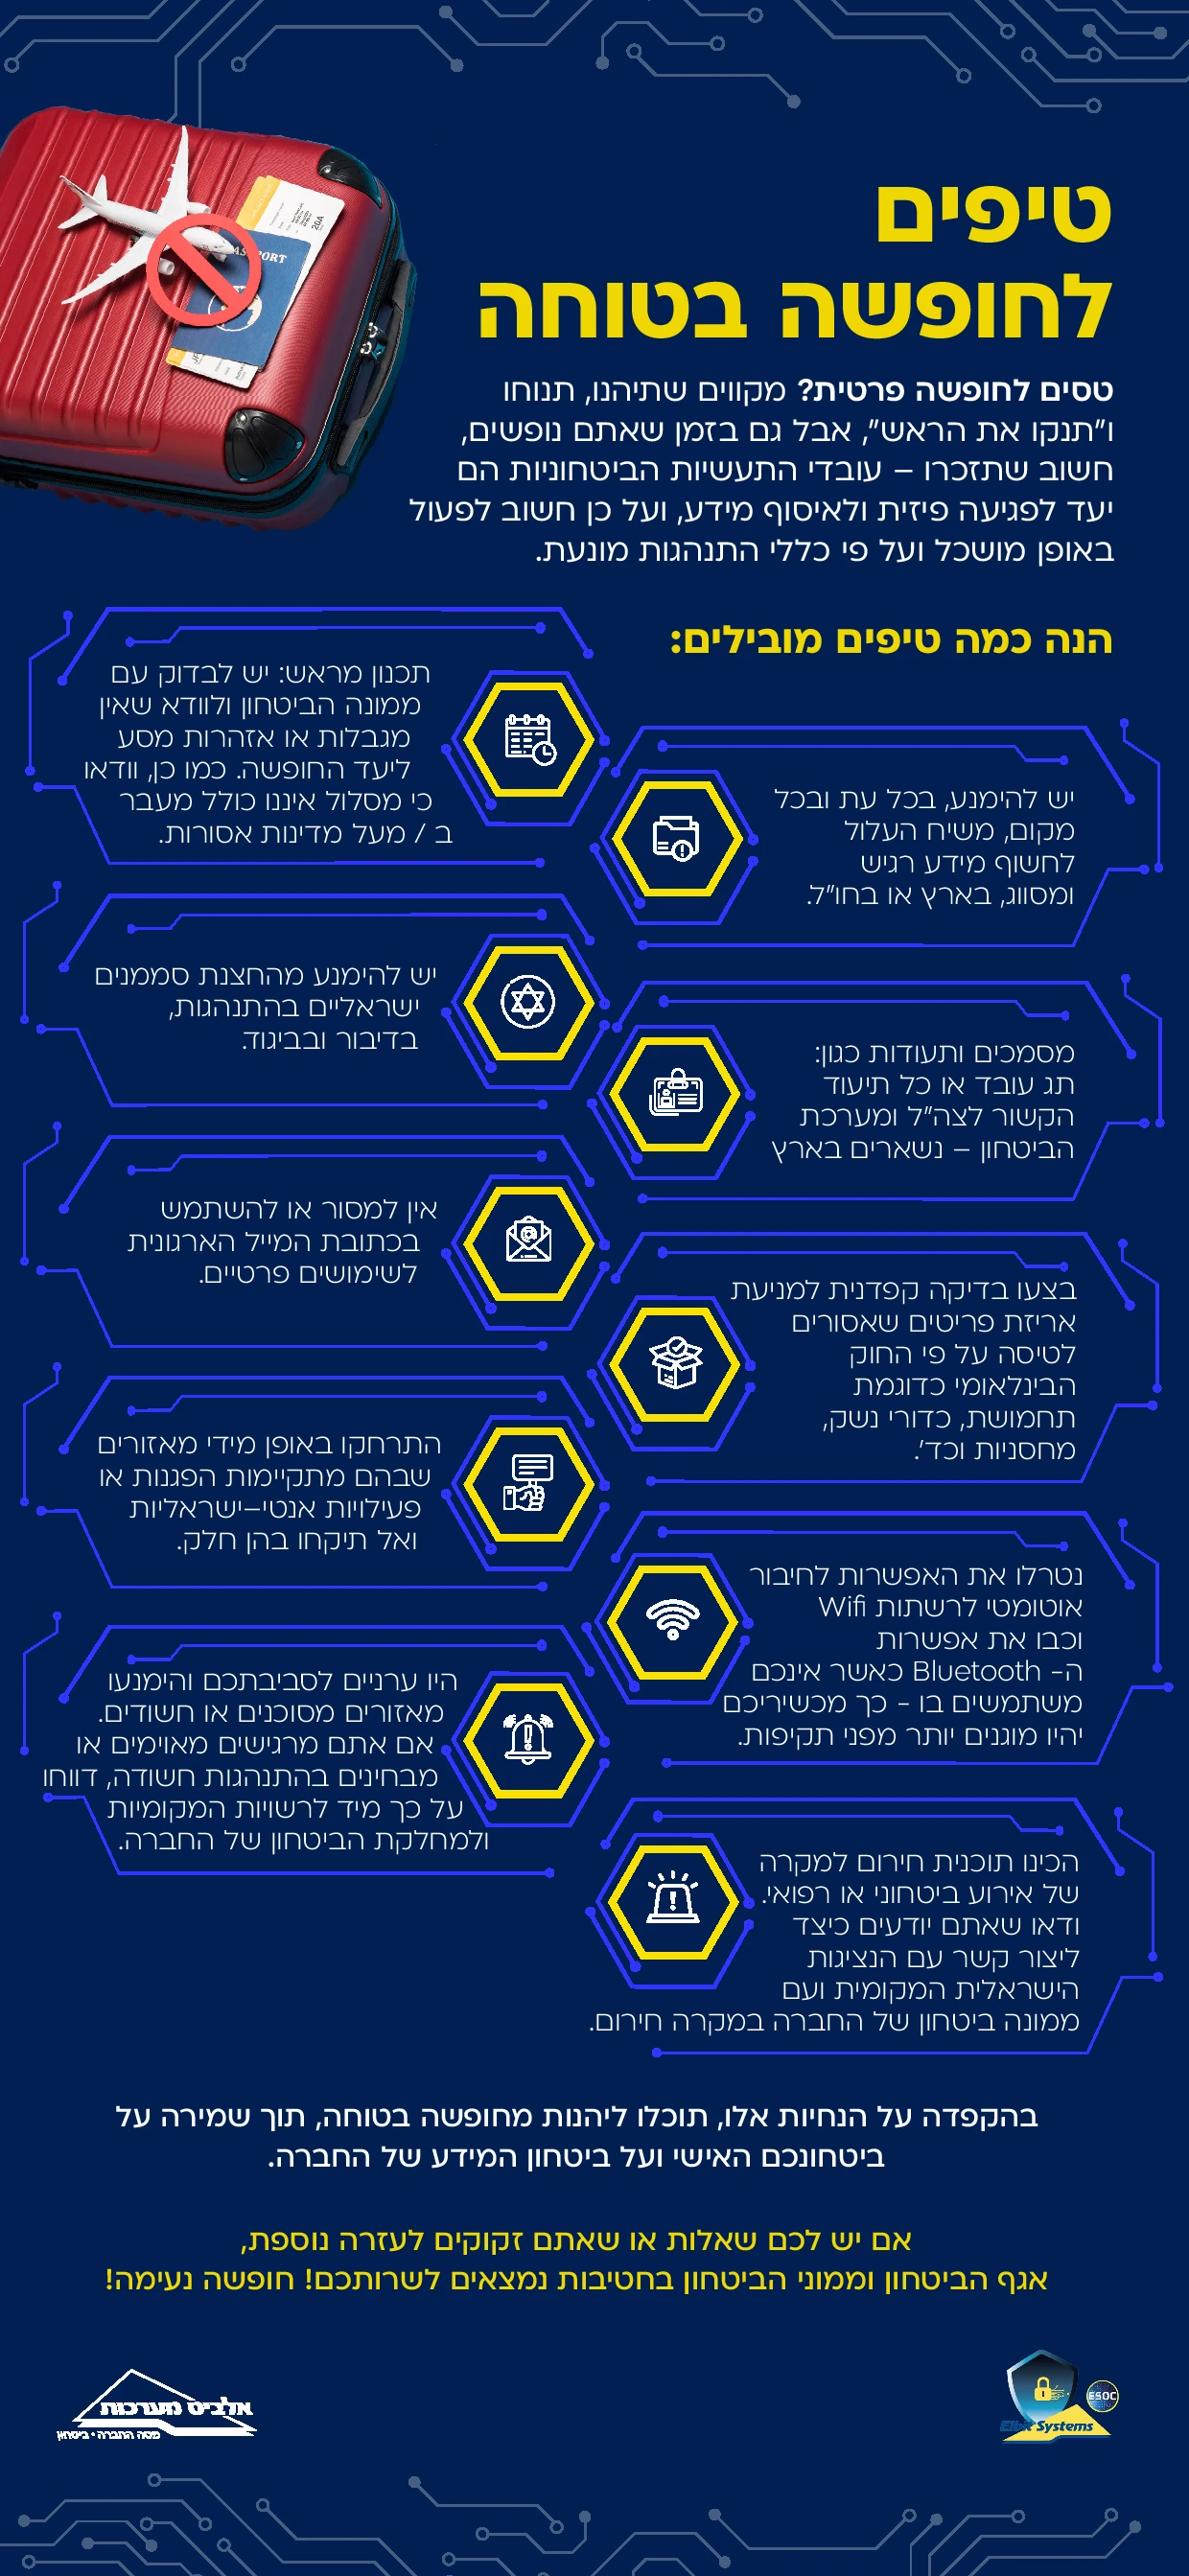 טיפים
לחופשה בטוחה
טסים לחופשה פרטית? מקווים שתיהנו, תנוחו
ו"תנקו את הראש", אבל גם בזמן שאתם נופשים,
חשוב שתזכרו – עובדי התעשיות הביטחוניות הם
יעד לפגיעה פיזית ולאיסוף מידע, ועל כן חשוב לפעול
באופן מושכל ועל פי כללי התנהגות מונעת.
הנה כמה טיפים מובילים:
תכנון מראש: יש לבדוק עם
ממונה הביטחון ולוודא שאין
מגבלות או אזהרות מסע
ליעד החופשה. כמו כן, וודאו
כי מסלול איננו כולל מעבר
ב / מעל מדינות אסורות.
יש להימנע, בכל עת ובכל
מקום, משיח העלול
לחשוף מידע רגיש
ומסווג, בארץ או בחו"ל.
יש להימנע מהחצנת סממנים
ישראליים בהתנהגות,
בדיבור ובביגוד.
מסמכים ותעודות כגון:
תג עובד או כל תיעוד
הקשור לצה"ל ומערכת
הביטחון – נשארים בארץ
אין למסור או להשתמש
בכתובת המייל הארגונית
לשימושים פרטיים.
בצעו בדיקה קפדנית למניעת
אריזת פריטים שאסורים
לטיסה על פי החוק
הבינלאומי כדוגמת
תחמושת, כדורי נשק,
מחסניות וכד'.
התרחקו באופן מידי מאזורים
שבהם מתקיימות הפגנות או
פעילויות אנטי–ישראליות
ואל תיקחו בהן חלק.
נטרלו את האפשרות לחיבור
אוטומטי לרשתות Wifi
וכבו את אפשרות
ה- Bluetooth כאשר אינכם
משתמשים בו - כך מכשיריכם
יהיו מוגנים יותר מפני תקיפות.
היו ערניים לסביבתכם והימנעו
מאזורים מסוכנים או חשודים.
אם אתם מרגישים מאוימים או
מבחינים בהתנהגות חשודה, דווחו
על כך מיד לרשויות המקומיות
ולמחלקת הביטחון של החברה.
הכינו תוכנית חירום למקרה
של אירוע ביטחוני או רפואי.
ודאו שאתם יודעים כיצד
ליצור קשר עם הנציגות
הישראלית המקומית ועם
ממונה ביטחון של החברה במקרה חירום.
בהקפדה על הנחיות אלו, תוכלו ליהנות מחופשה בטוחה, תוך שמירה על
ביטחונכם האישי ועל ביטחון המידע של החברה.
אם יש לכם שאלות או שאתם זקוקים לעזרה נוספת,
אגף הביטחון וממוני הביטחון בחטיבות נמצאים לשרותכם! חופשה נעימה!
ESOC
Elbit Systems
אלביט מערכות
מטה החברה • ביטחון
20A